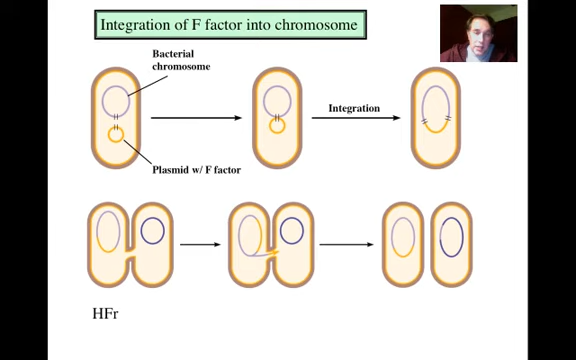 Integration of F factor into chromosome
Bacterial
chromosome
Integration
Plasmid w/ F factor
HFr